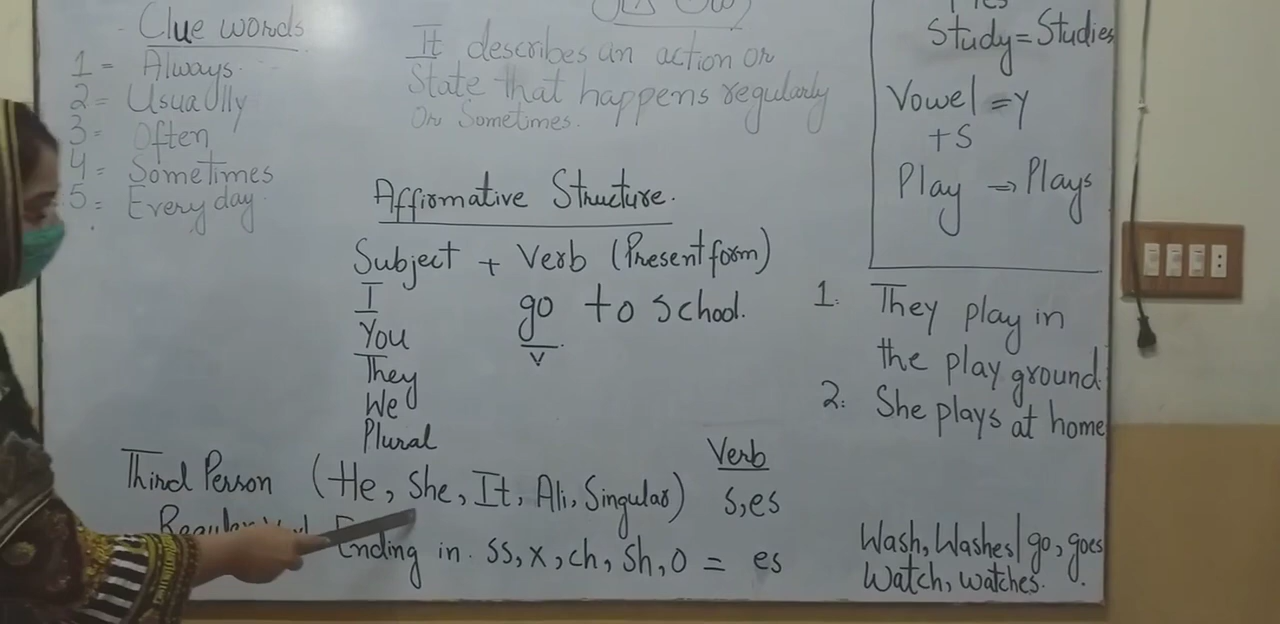 Clue words
1 = Always
2 = Usually
3 = Often
4 = Sometimes
5 = Every day
It describes an action or
State that happens regularly
Or Sometimes.
Affirmative Structure.
Subject + Verb (Present form)
I go to school.
V
You
They
We
Plural
Third Person (He, She, It, Ali, Singular)
Verb
s, es
Ending in ss, x, ch, sh, o = es
Study = Studies
Vowel = y
+ s
Play ⇒ Plays
1. They play in
the play ground.
2. She plays at home
Wash, Washes/go, goes
Watch, watches.